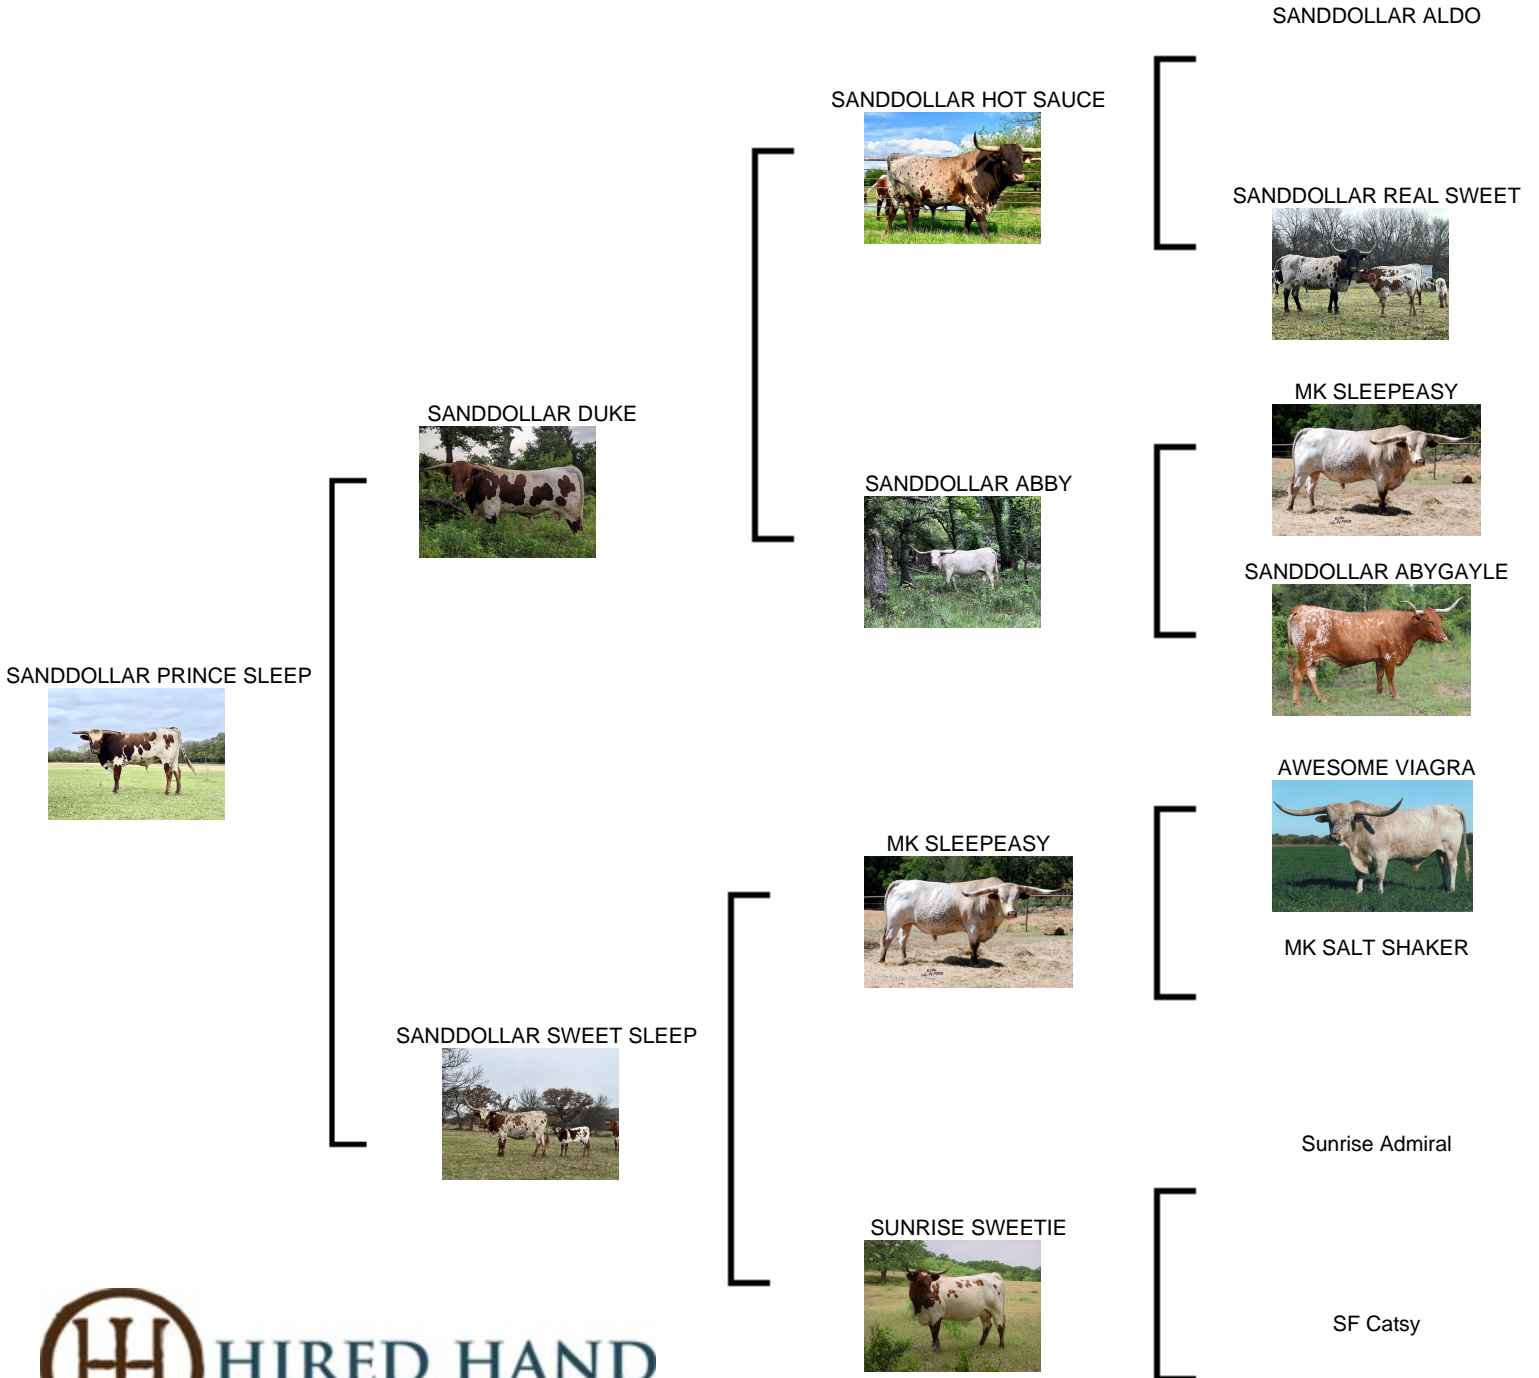 SANDDOLLAR ALDO
SANDDOLLAR HOT SAUCE
SANDDOLLAR REAL SWEET
MK SLEEPEASY
SANDDOLLAR DUKE
SANDDOLLAR ABBY
SANDDOLLAR ABYGAYLE
SANDDOLLAR PRINCE SLEEP
AWESOME VIAGRA
MK SLEEPEASY
MK SALT SHAKER
SANDDOLLAR SWEET SLEEP
Sunrise Admiral
SUNRISE SWEETIE
SF Catsy
HIRED HAND